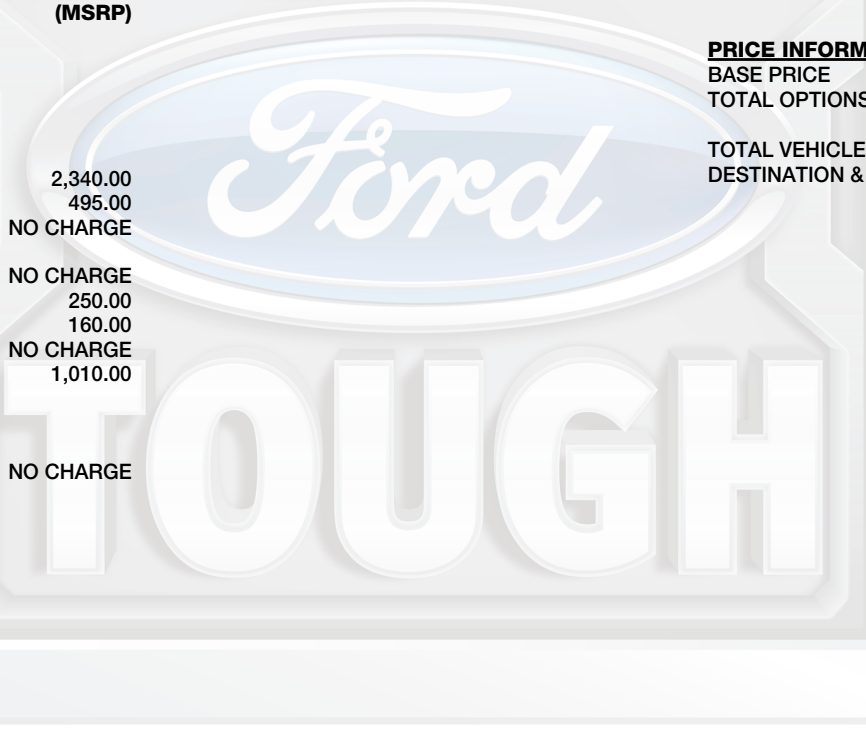 (MSRP)
2,340.00
495.00
NO CHARGE
NO CHARGE
250.00
160.00
NO CHARGE
1,010.00
NO CHARGE
PRICE INFORM
BASE PRICE
TOTAL OPTIONS
TOTAL VEHICLE
DESTINATION &
Ford
TOUGH